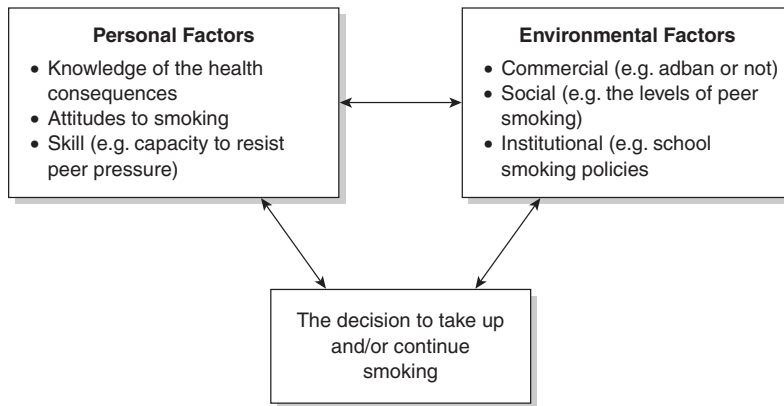 Personal Factors
• Knowledge of the health
consequences
• Attitudes to smoking
• Skill (e.g. capacity to resist
peer pressure)
Environmental Factors
• Commercial (e.g. adban or not)
• Social (e.g. the levels of peer
smoking)
• Institutional (e.g. school
smoking policies
The decision to take up
and/or continue
smoking